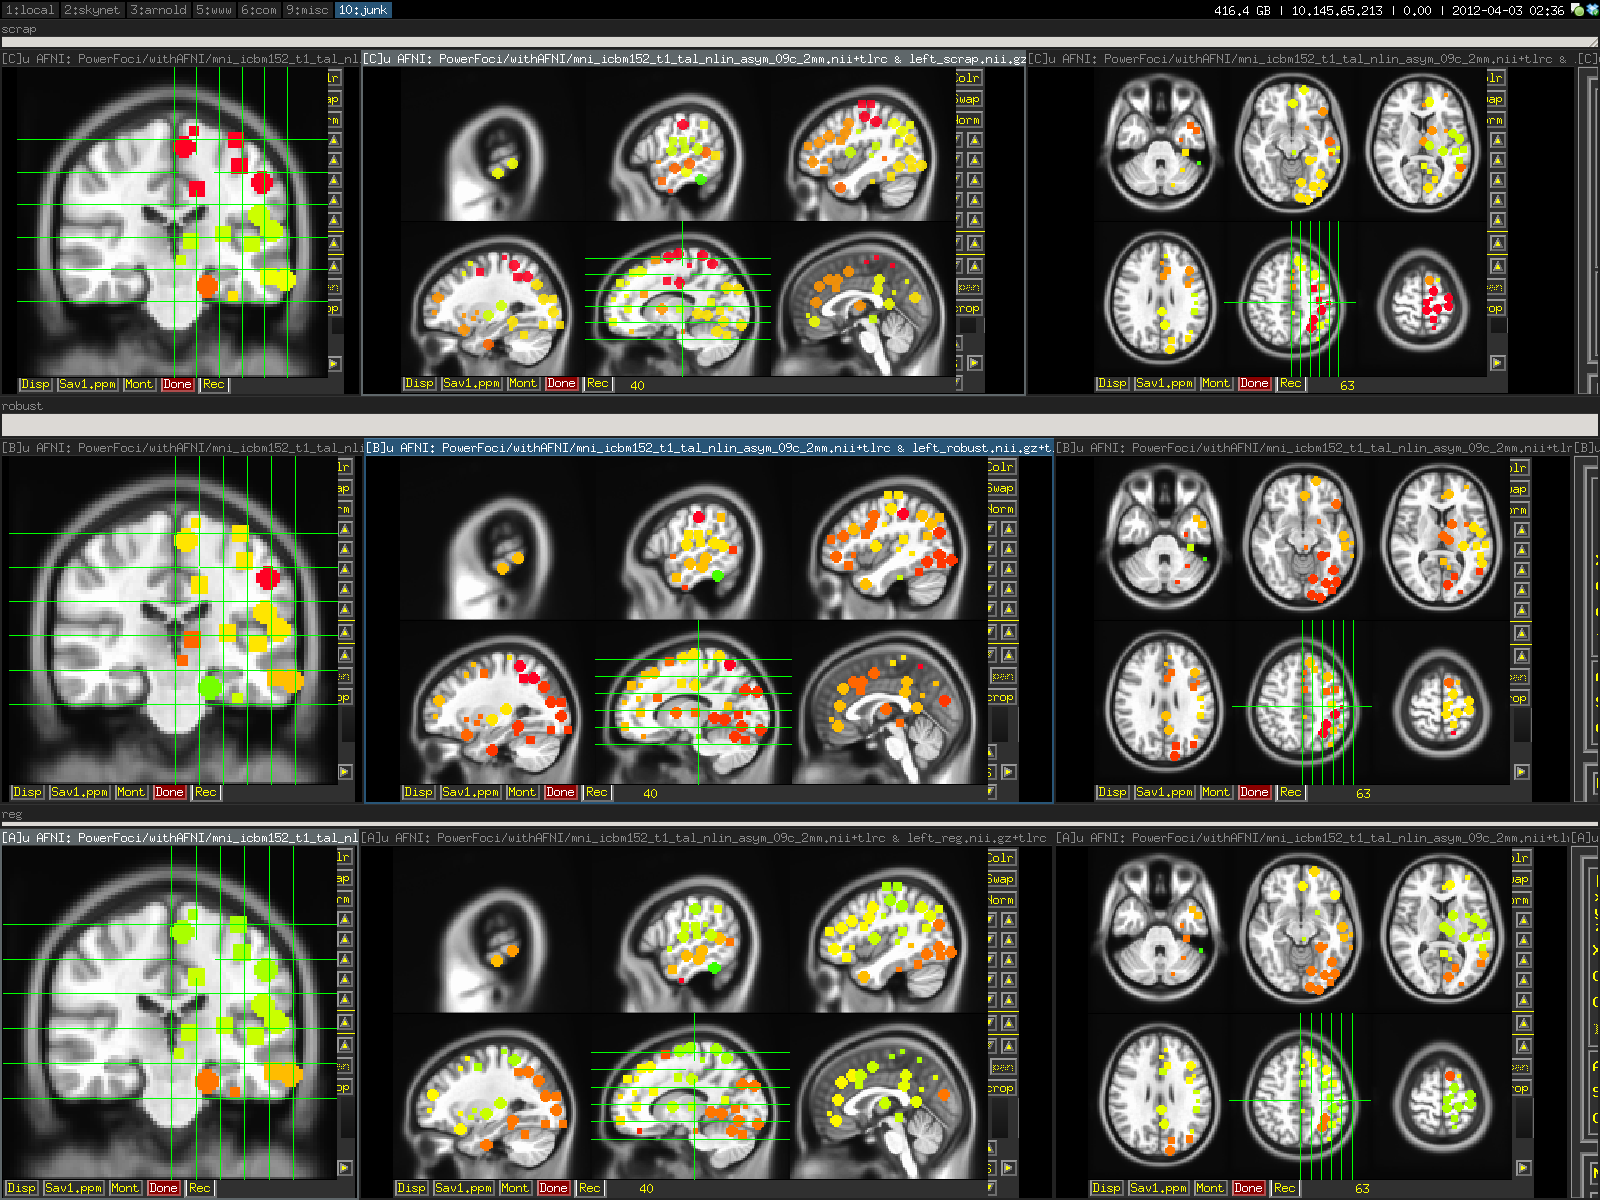 1:local 2:skynet 3:arnold 5:www 6:com 9:misc 10:junk
416.4 GB | 10.145.65.213 | 0.00 | 2012-04-03 02:36
scrap
[C]u AFNI: PowerFoci/withAFNI/mni_icbm152_t1_tal_nl
[C]u AFNI: PowerFoci/withAFNI/mni_icbm152_t1_tal_nlin_asym_09c_2mm.nii+tlrc & left_scrap.nii.gz
[C]u AFNI: PowerFoci/withAFNI/mni_icbm152_t1_tal_nlin_asym_09c_2mm.nii+tlrc &
[C]
Disp Sav1.ppm Mont Done Rec
Colr
Swap
Norm
crop
Disp Sav1.ppm Mont Done Rec 40
Disp Sav1.ppm Mont Done Rec 63
robust
[B]u AFNI: PowerFoci/withAFNI/mni_icbm152_t1_tal_nli
[B]u AFNI: PowerFoci/withAFNI/mni_icbm152_t1_tal_nlin_asym_09c_2mm.nii+tlrc & left_robust.nii.gz+t
[B]u AFNI: PowerFoci/withAFNI/mni_icbm152_t1_tal_nlin_asym_09c_2mm.nii+tlr
[B]u
Disp Sav1.ppm Mont Done Rec
Colr
Swap
Norm
pan
crop
Disp Sav1.ppm Mont Done Rec 40
Disp Sav1.ppm Mont Done Rec 63
reg
[A]u AFNI: PowerFoci/withAFNI/mni_icbm152_t1_tal_nl
[A]u AFNI: PowerFoci/withAFNI/mni_icbm152_t1_tal_nlin_asym_09c_2mm.nii+tlrc & left_reg.nii.gz+tlrc
[A]u AFNI: PowerFoci/withAFNI/mni_icbm152_t1_tal_nlin_asym_09c_2mm.nii+tl
[A]u
Disp Sav1.ppm Mont Done Rec
Colr
Swap
Norm
pan
crop
Disp Sav1.ppm Mont Done Rec 40
Disp Sav1.ppm Mont Done Rec 63